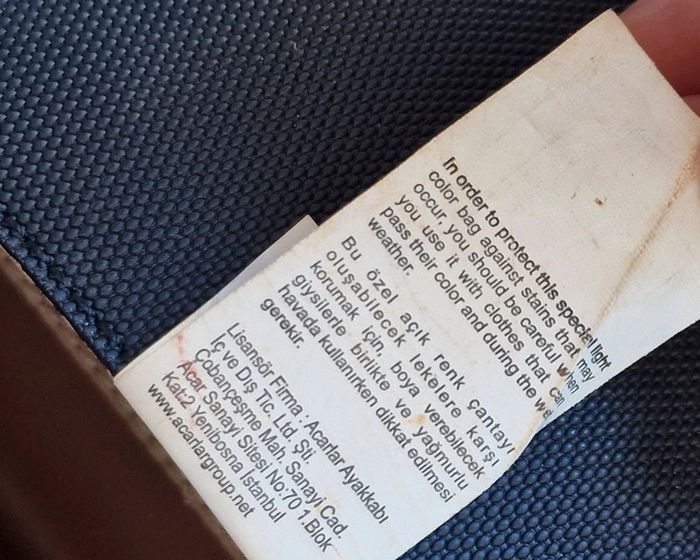 In order to protect this special light
color bag against stains that may
occur, you should be careful when
you use it with clothes that can
pass their color and during the wet
weather.
Bu özel açık renk çantayı
oluşabilecek lekelere karşı
korumak için, boya verebilecek
giysilerle birlikte ve yağmurlu
havada kullanırken dikkat edilmesi
gerekir.
Lisansör Firma : Acarlar Ayakkabı
İç ve Dış Tic. Ltd. Şti
Çobançeşme Mah, Sanayi Cad.
Acar Sanayi Sitesi No:70 1.Blok
Kat:2 Yenibosna İstanbul
www.acarlargroup.net